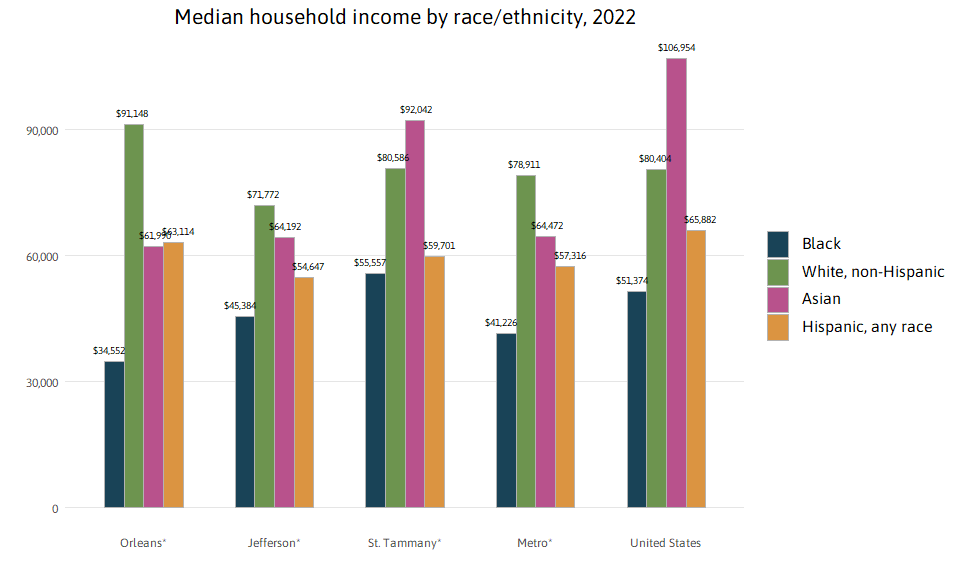 Median household income by race/ethnicity, 2022
$106,954
$91,148
$92,042
90,000
$80,586
$80,404
$78,911
$71,772
$61,990
$63,114
$64,192
$64,472
$65,882
60,000
$54,647
$55,557
$59,701
$57,316
$45,384
$51,374
$41,226
$34,552
30,000
0
Orleans*
Jefferson*
St. Tammany*
Metro*
United States
Black
White, non-Hispanic
Asian
Hispanic, any race